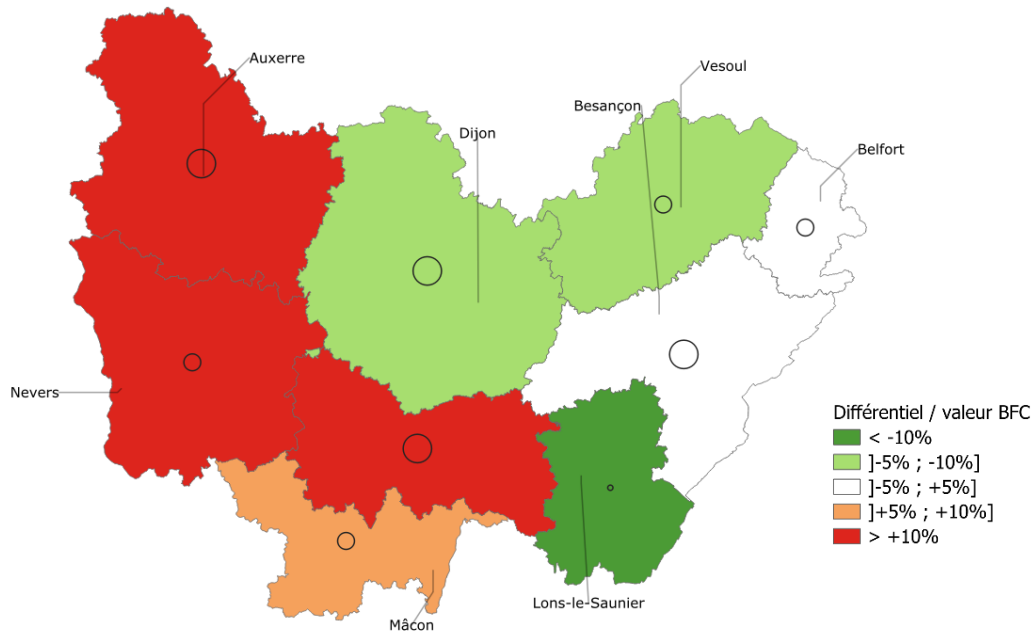 Auxerre
Vesoul
Besançon
Dijon
Belfort
Nevers
Différentiel / valeur BFC
< -10%
]-5% ; -10%]
]-5% ; +5%]
]+5% ; +10%]
> +10%
Lons-le-Saunier
Mâcon